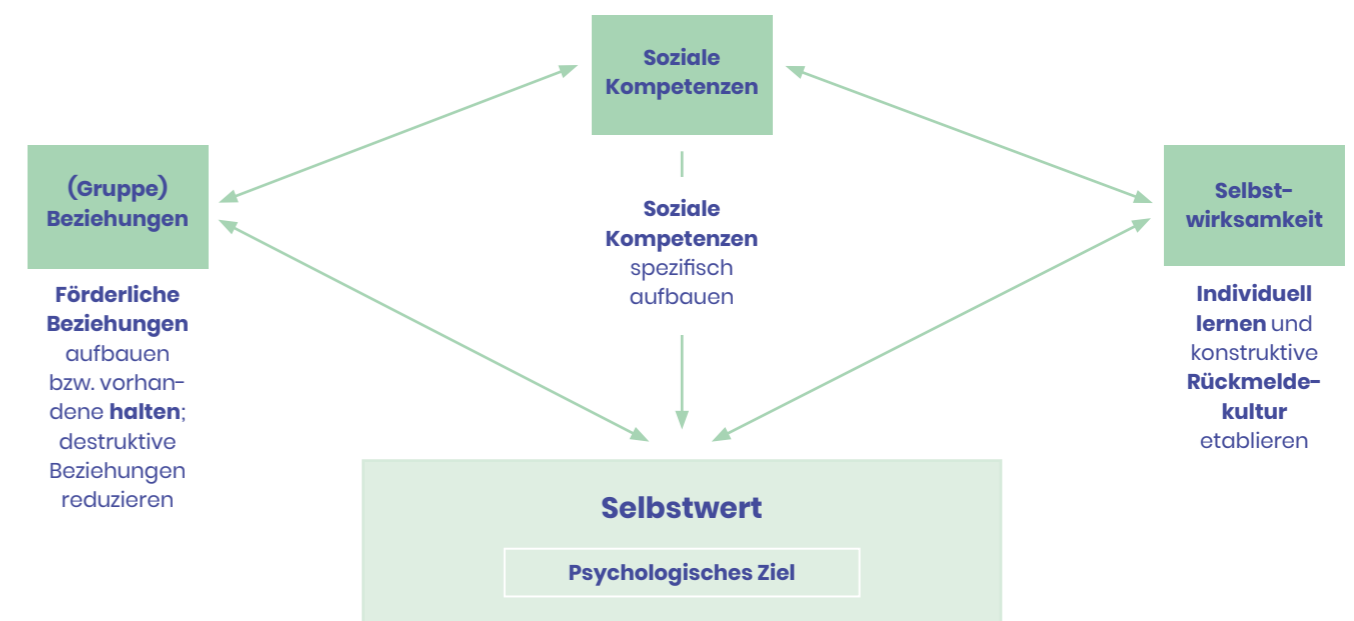 Soziale
Kompetenzen
(Gruppe)
Beziehungen
Förderliche
Beziehungen
aufbauen
bzw. vorhan-
dene halten;
destruktive
Beziehungen
reduzieren
Soziale
Kompetenzen
spezifisch
aufbauen
Selbst-
wirksamkeit
Individuell
lernen und
konstruktive
Rückmelde-
kultur
etablieren
Selbstwert
Psychologisches Ziel